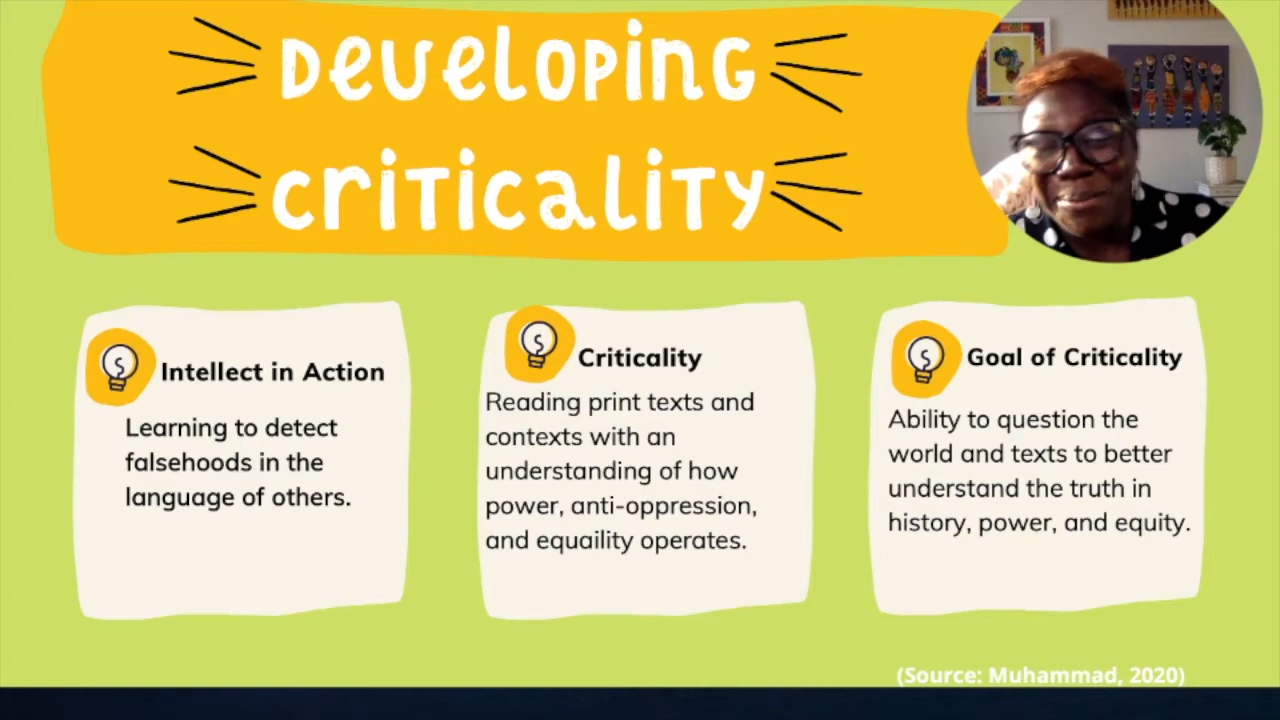 Developing
Criticality
Intellect in Action
Learning to detect
falsehoods in the
language of others.
Criticality
Reading print texts and
contexts with an
understanding of how
power, anti-oppression,
and equaility operates.
Goal of Criticality
Ability to question the
world and texts to better
understand the truth in
history, power, and equity.
(Source: Muhammad, 2020)